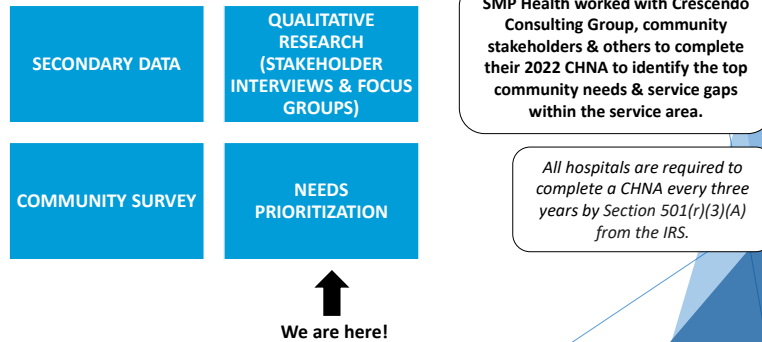 SECONDARY DATA
QUALITATIVE
RESEARCH
(STAKEHOLDER
INTERVIEWS & FOCUS
GROUPS)
COMMUNITY SURVEY
NEEDS
PRIORITIZATION
We are here!
SMP Health worked with Crescendo
Consulting Group, community
stakeholders & others to complete
their 2022 CHNA to identify the top
community needs & service gaps
within the service area.
All hospitals are required to
complete a CHNA every three
years by Section 501(r)(3)(A)
from the IRS.